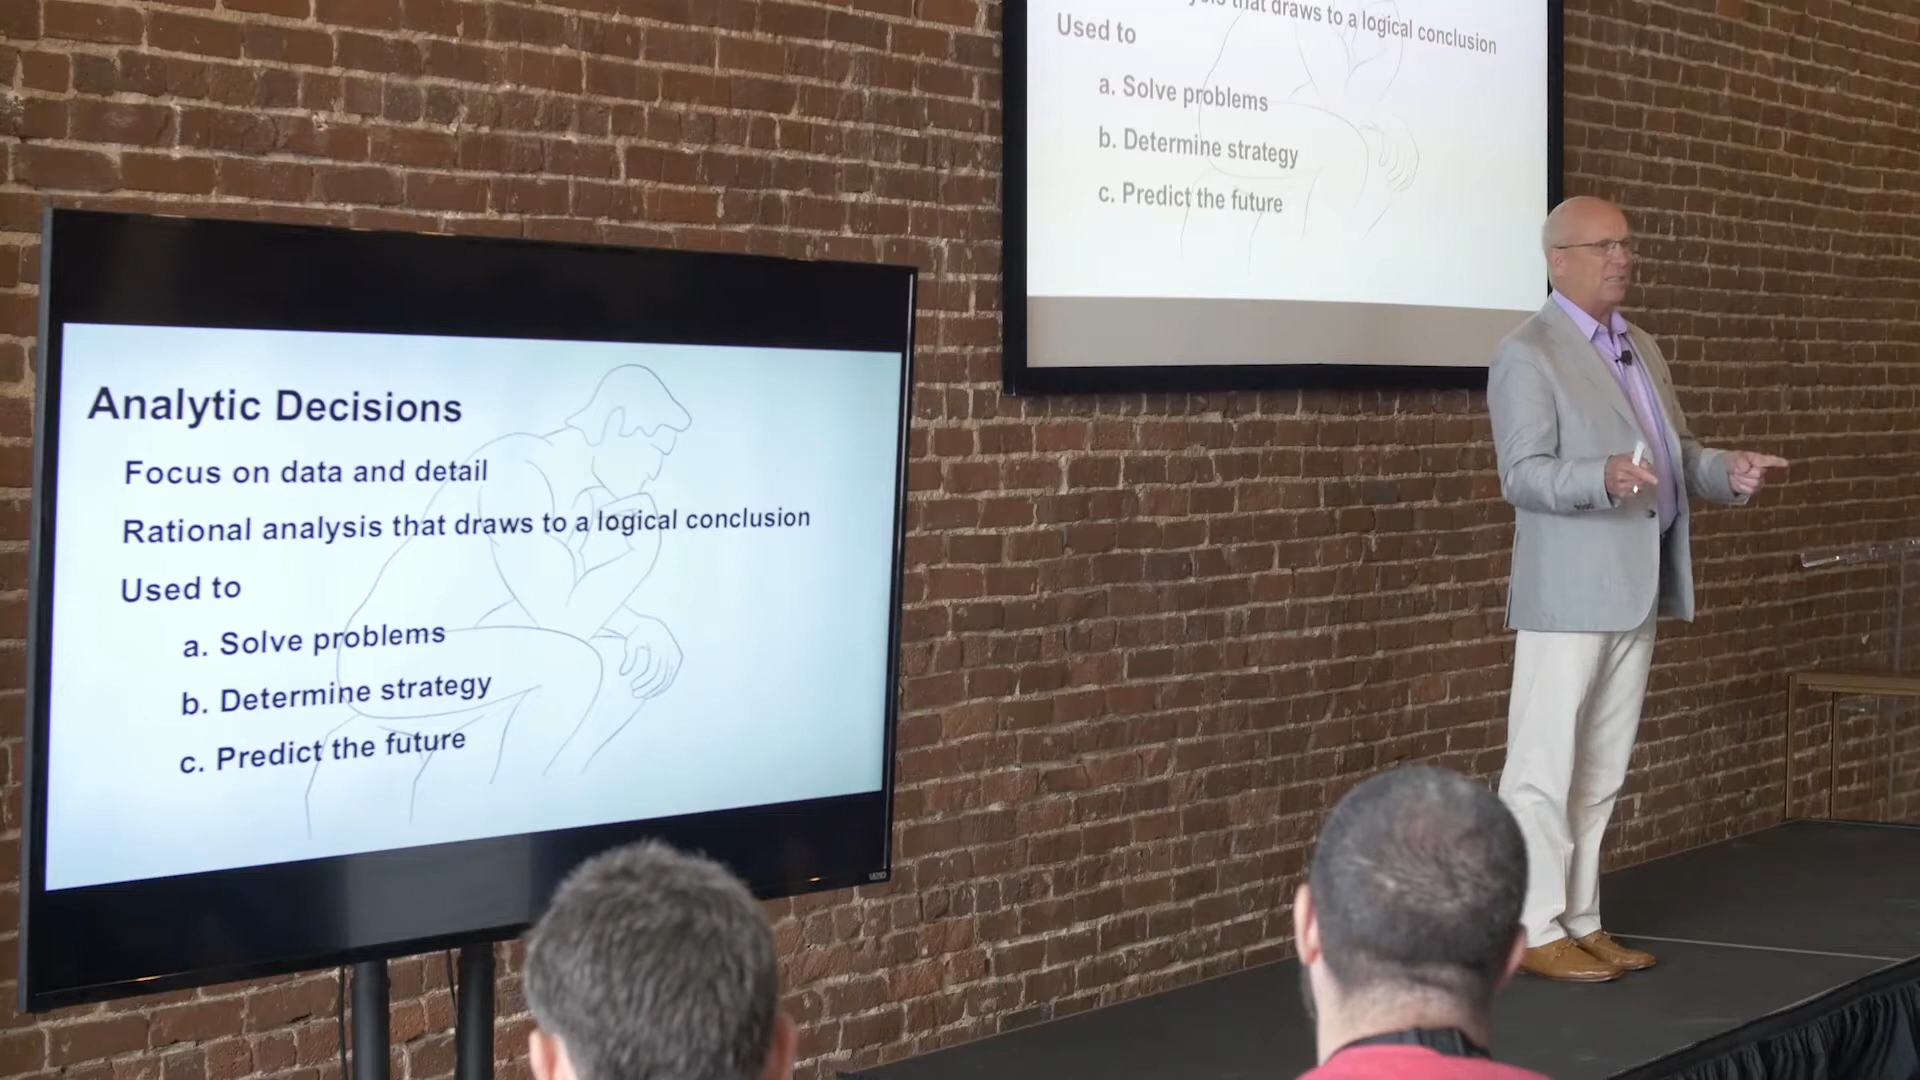 Analytic Decisions
Focus on data and detail
Rational analysis that draws to a logical conclusion
Used to
a. Solve problems
b. Determine strategy
c. Predict the future
VIZIO
that draws to a logical conclusion
Used to
a. Solve problems
b. Determine strategy
c. Predict the future